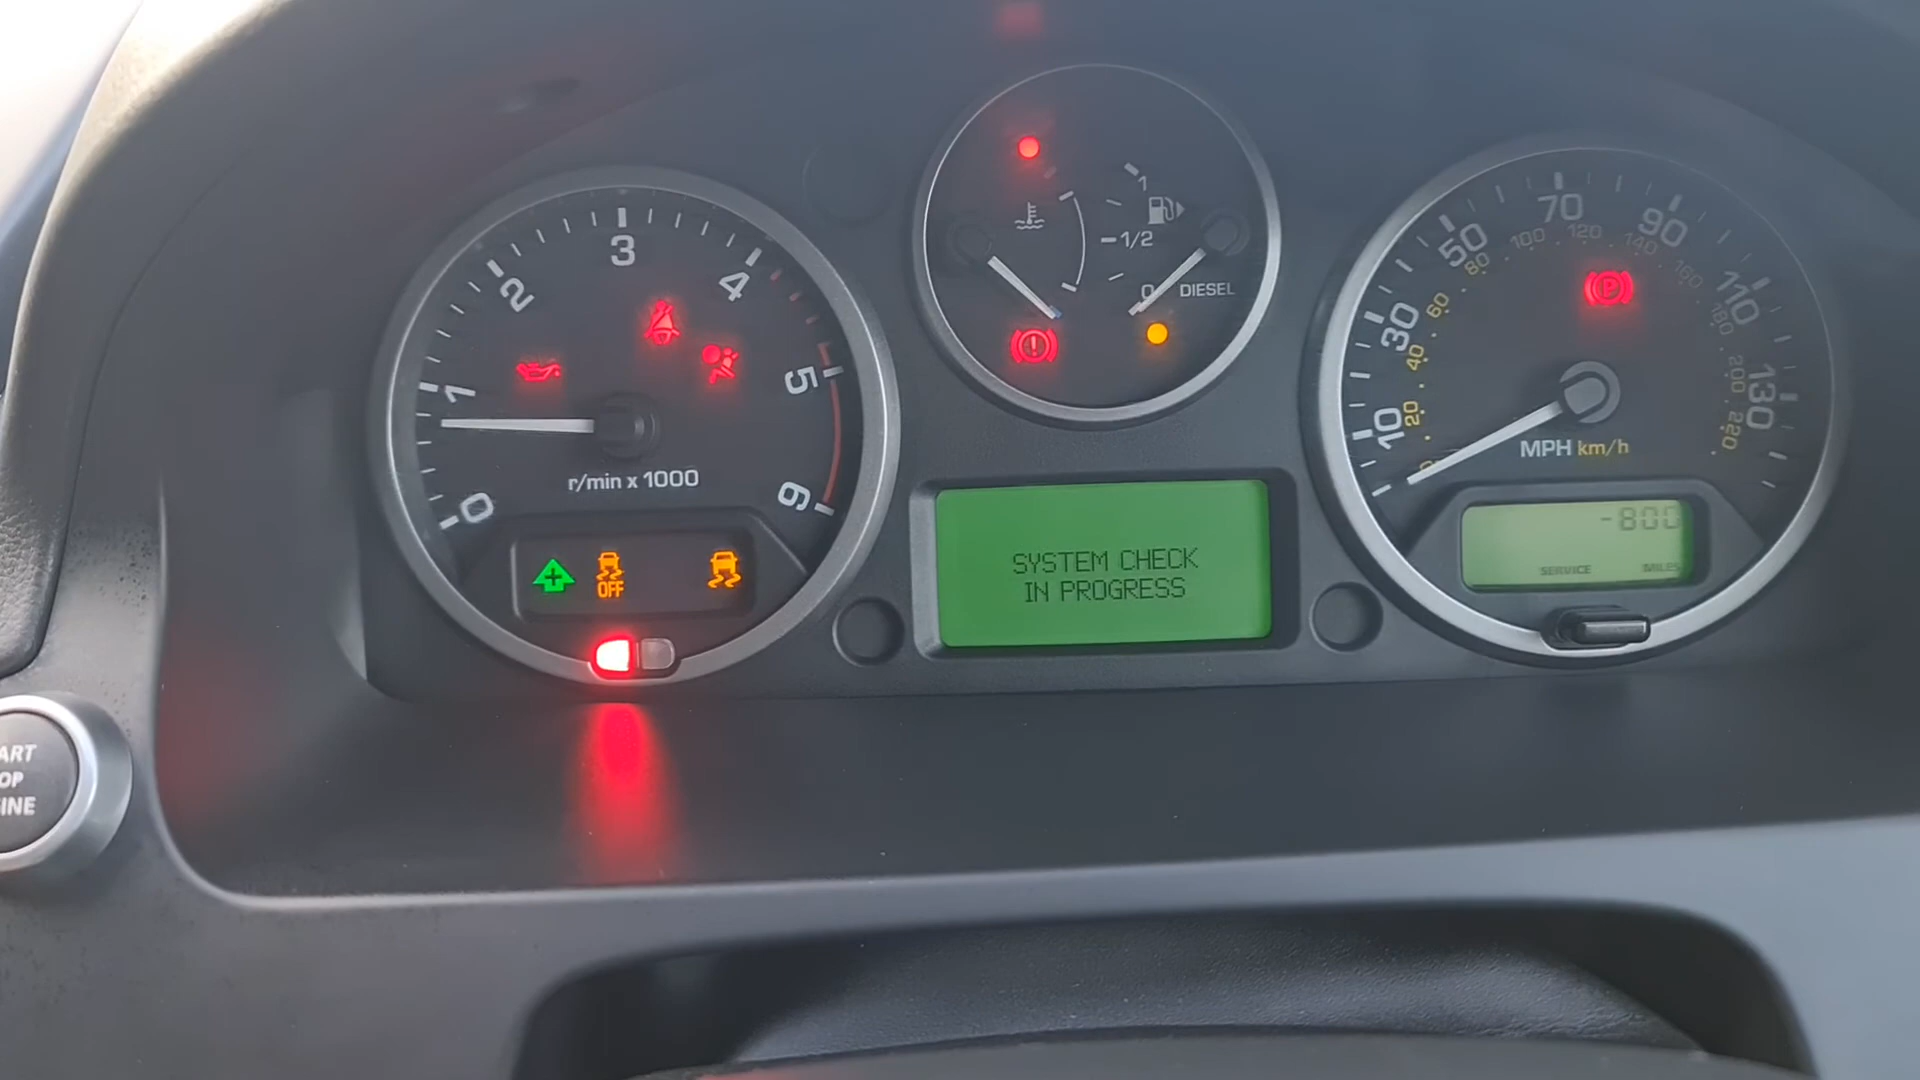 0
1
2
3
4
5
6
r/min x 1000
OFF
1
1/2
0
DIESEL
SYSTEM CHECK
IN PROGRESS
10
30
50
70
90
110
130
20
40
60
80
100
120
140
160
180
200
220
MPH km/h
P
-800
SERVICE MILES
ART
OP
INE